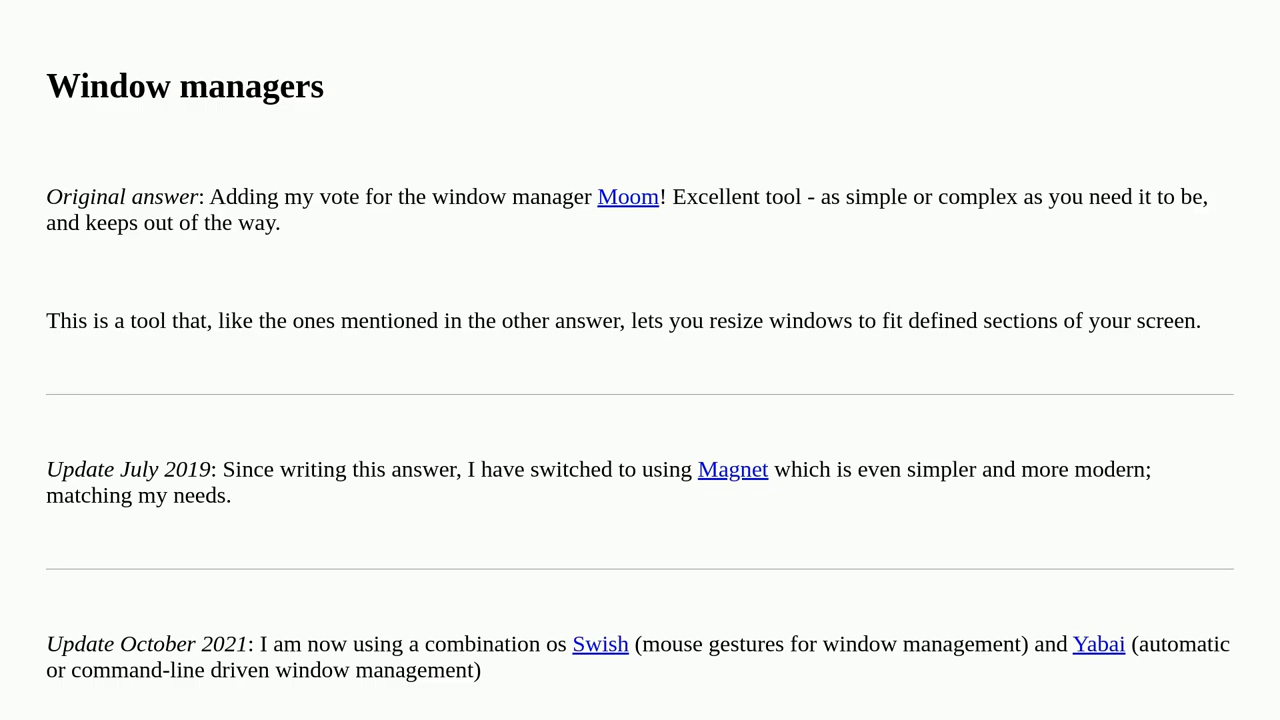 Window managers
Original answer: Adding my vote for the window manager Moom! Excellent tool - as simple or complex as you need it to be,
and keeps out of the way.
This is a tool that, like the ones mentioned in the other answer, lets you resize windows to fit defined sections of your screen.
Update July 2019: Since writing this answer, I have switched to using Magnet which is even simpler and more modern;
matching my needs.
Update October 2021: I am now using a combination os Swish (mouse gestures for window management) and Yabai (automatic
or command-line driven window management)